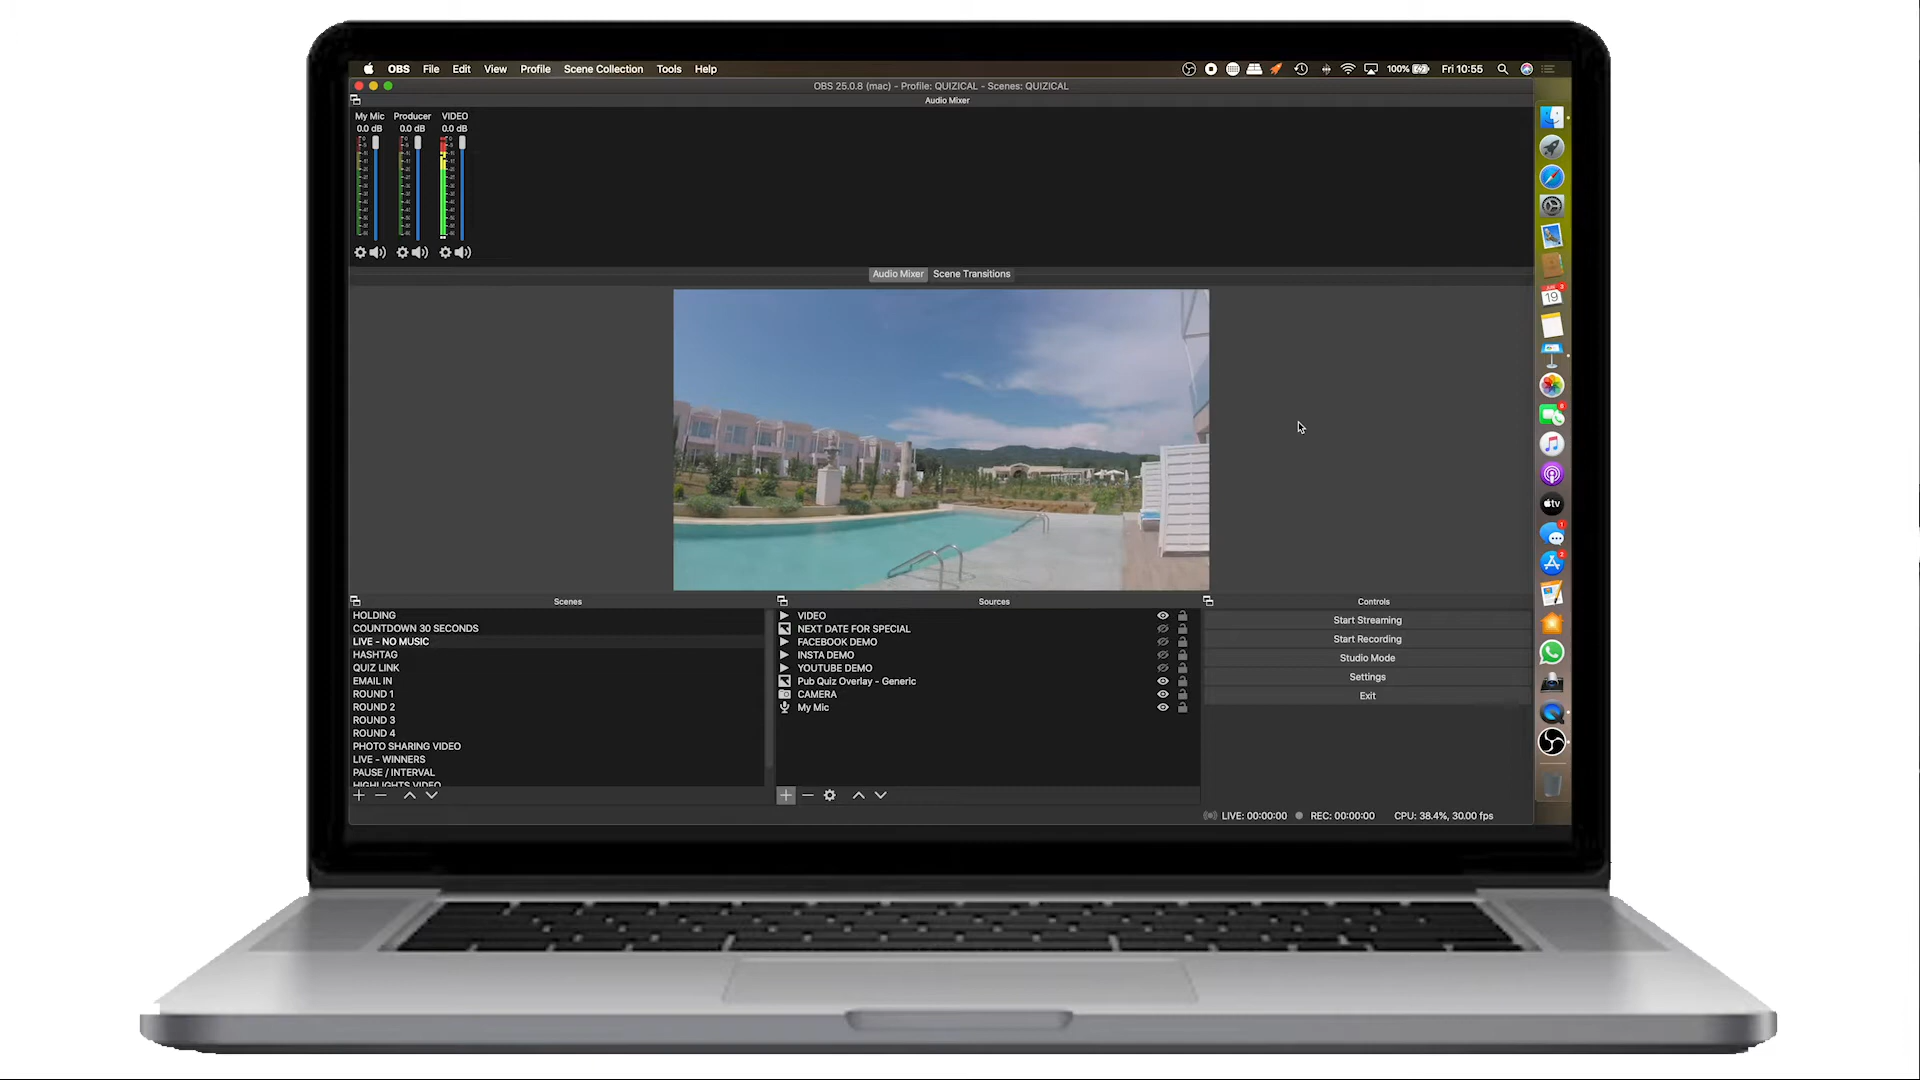 OBS File Edit View Profile Scene Collection Tools Help 100% Fri 10:55
OBS 25.0.8 (mac) - Profile: QUIZICAL - Scenes: QUIZICAL
Audio Mixer
My Mic Producer VIDEO
0.0 dB 0.0 dB 0.0 dB
Audio Mixer Scene Transitions
Scenes
HOLDING
COUNTDOWN 30 SECONDS
LIVE - NO MUSIC
HASHTAG
QUIZ LINK
EMAIL IN
ROUND 1
ROUND 2
ROUND 3
ROUND 4
PHOTO SHARING VIDEO
LIVE - WINNERS
PAUSE / INTERVAL
HIGHLIGHTS VIDEO
Sources
VIDEO
NEXT DATE FOR SPECIAL
FACEBOOK DEMO
INSTA DEMO
YOUTUBE DEMO
Pub Quiz Overlay - Generic
CAMERA
My Mic
Controls
Start Streaming
Start Recording
Studio Mode
Settings
Exit
LIVE: 00:00:00 REC: 00:00:00 CPU: 38.4%, 30.00 fps
JUN
19
tv